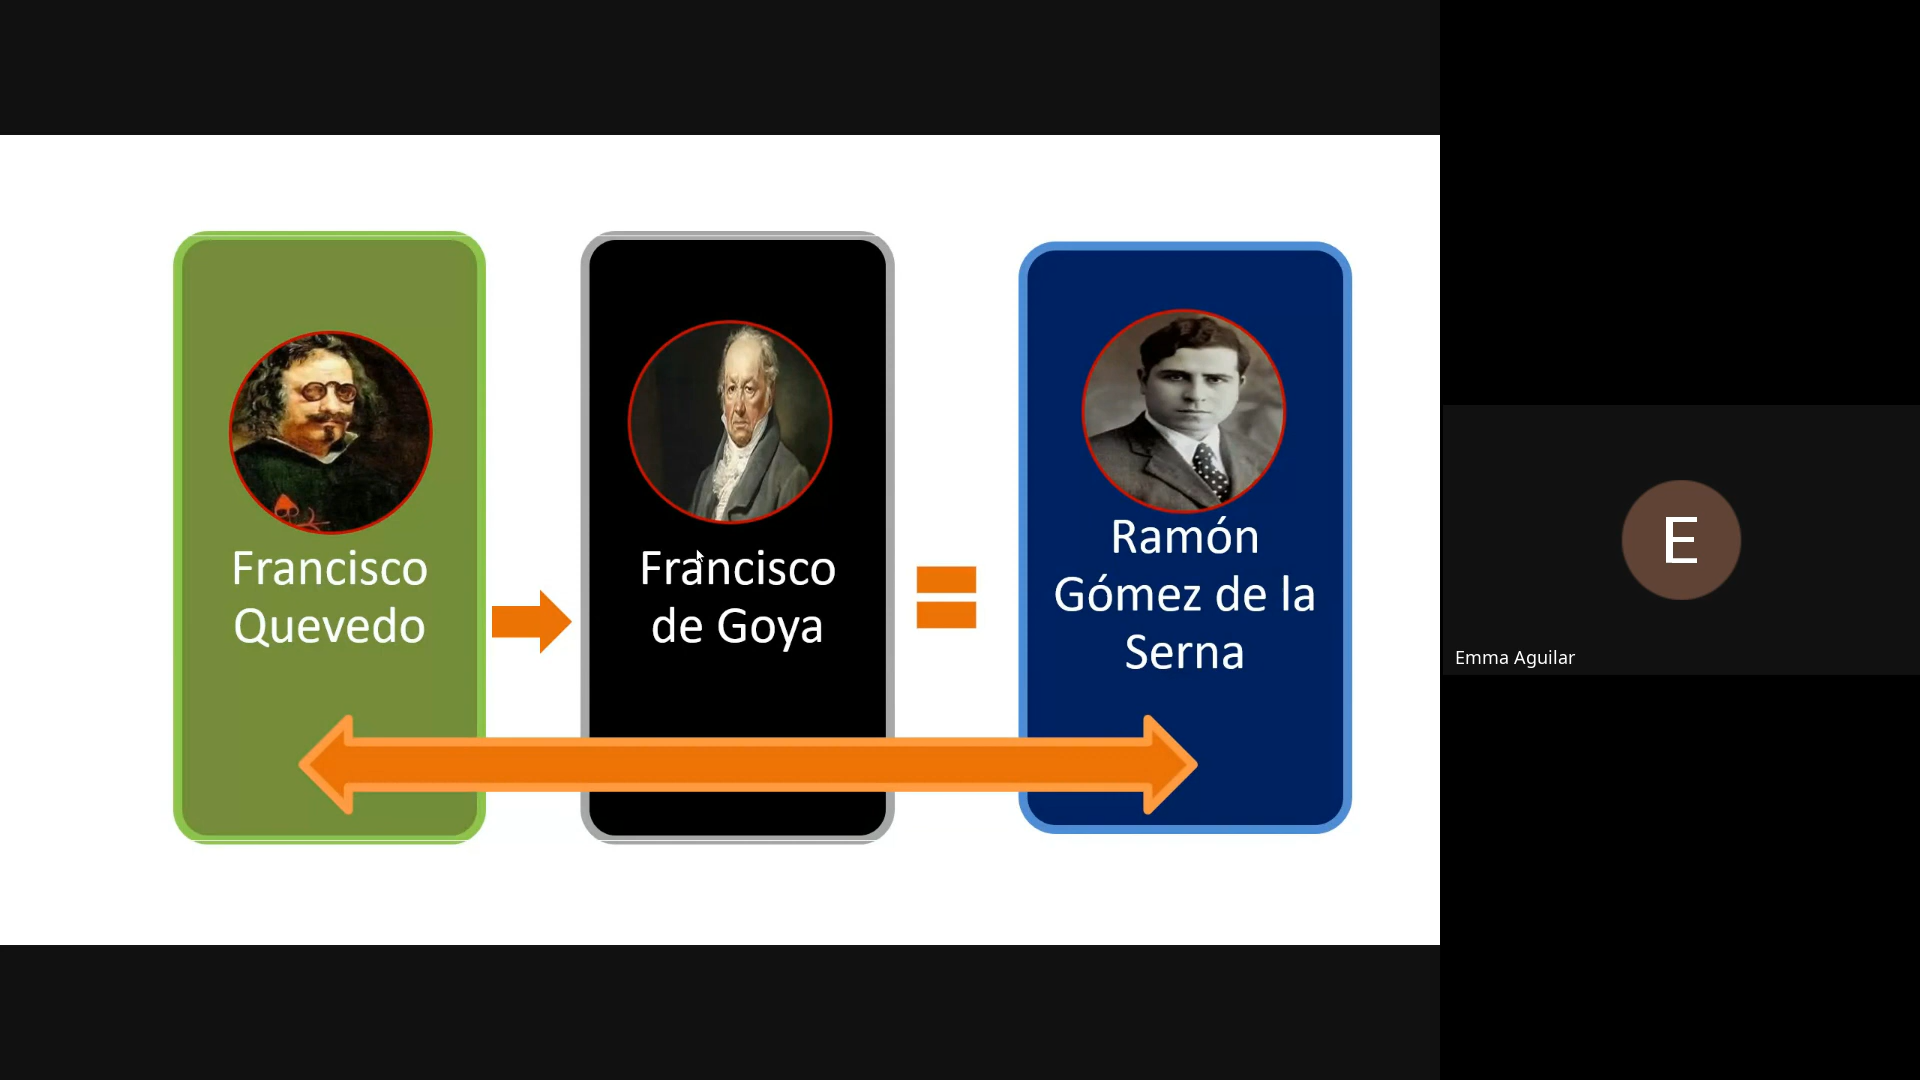 Francisco
Quevedo
Francisco
de Goya
Ramón
Gómez de la
Serna
E
Emma Aguilar